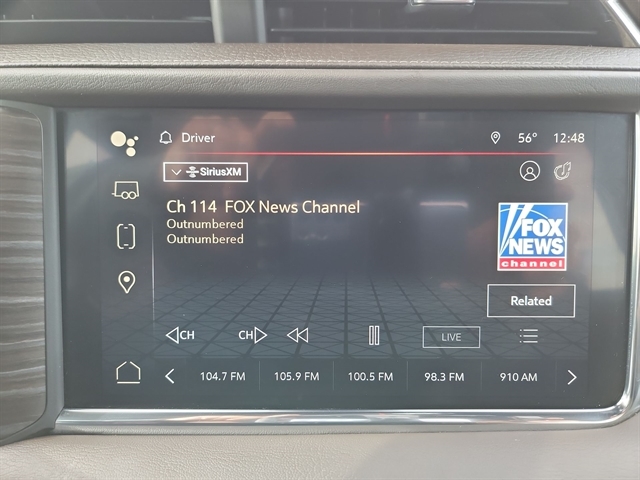 Driver
56° 12:48
SiriusXM
Ch 114 FOX News Channel
Outnumbered
Outnumbered
FOX
NEWS
channel
Related
CH CH LIVE
104.7 FM 105.9 FM 100.5 FM 98.3 FM 910 AM